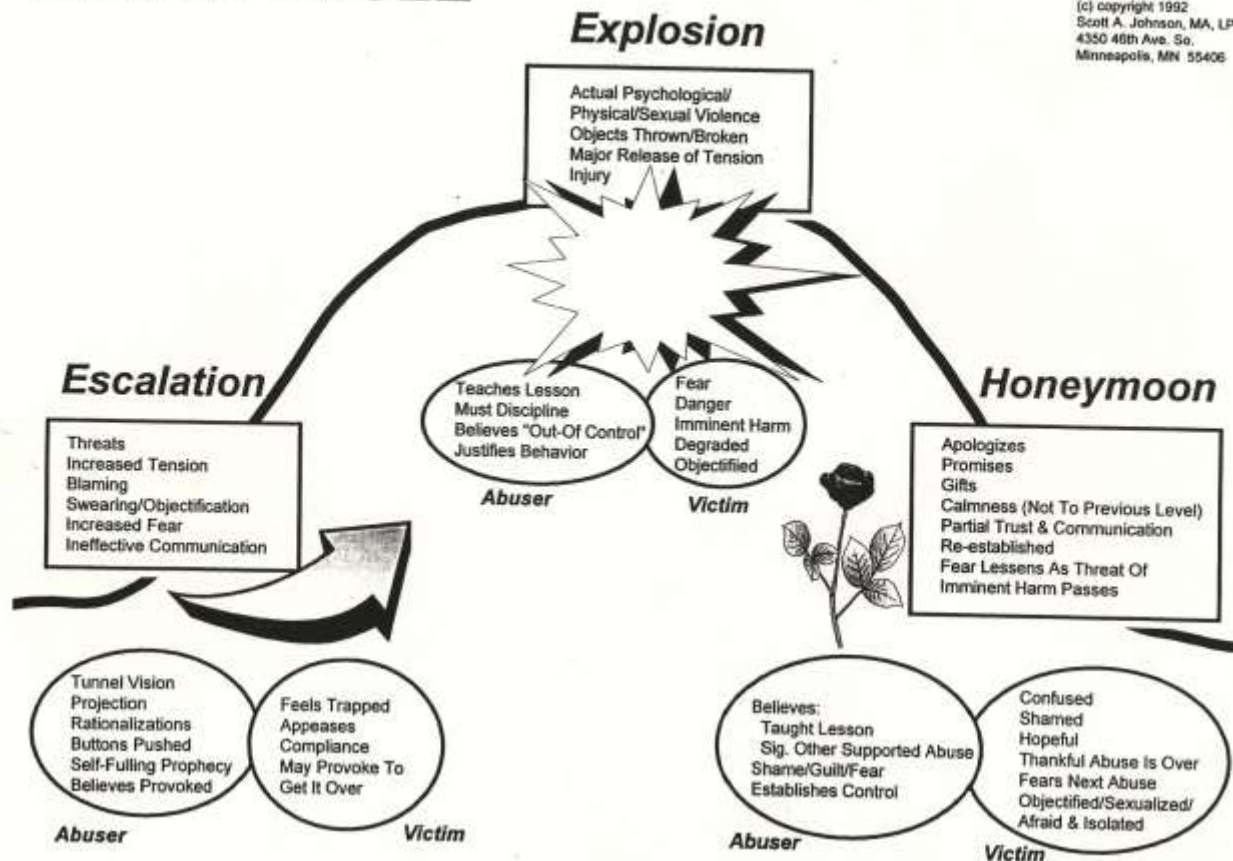 (c) copyright 1992
Scott A. Johnson, MA, LP
4350 46th Ave. So.
Minneapolis, MN 55406
Explosion
Actual Psychological/
Physical/Sexual Violence
Objects Thrown/Broken
Major Release of Tension
Injury
Teaches Lesson
Must Discipline
Believes "Out-Of Control"
Justifies Behavior
Abuser
Fear
Danger
Imminent Harm
Degraded
Objectifiied
Victim
Escalation
Threats
Increased Tension
Blaming
Swearing/Objectification
Increased Fear
Ineffective Communication
Tunnel Vision
Projection
Rationalizations
Buttons Pushed
Self-Fulling Prophecy
Believes Provoked
Abuser
Feels Trapped
Appeases
Compliance
May Provoke To
Get It Over
Victim
Honeymoon
Apologizes
Promises
Gifts
Calmness (Not To Previous Level)
Partial Trust & Communication
Re-established
Fear Lessens As Threat Of
Imminent Harm Passes
Believes:
Taught Lesson
Sig. Other Supported Abuse
Shame/Guilt/Fear
Establishes Control
Abuser
Confused
Shamed
Hopeful
Thankful Abuse Is Over
Fears Next Abuse
Objectified/Sexualized/
Afraid & Isolated
Victim